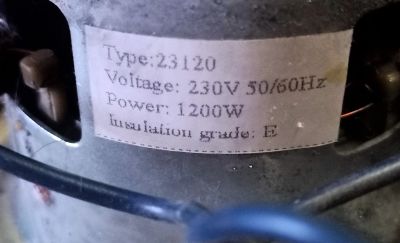 Type:23120
Voltage: 230V 50/60Hz
Power: 1200W
Insulation grade: E